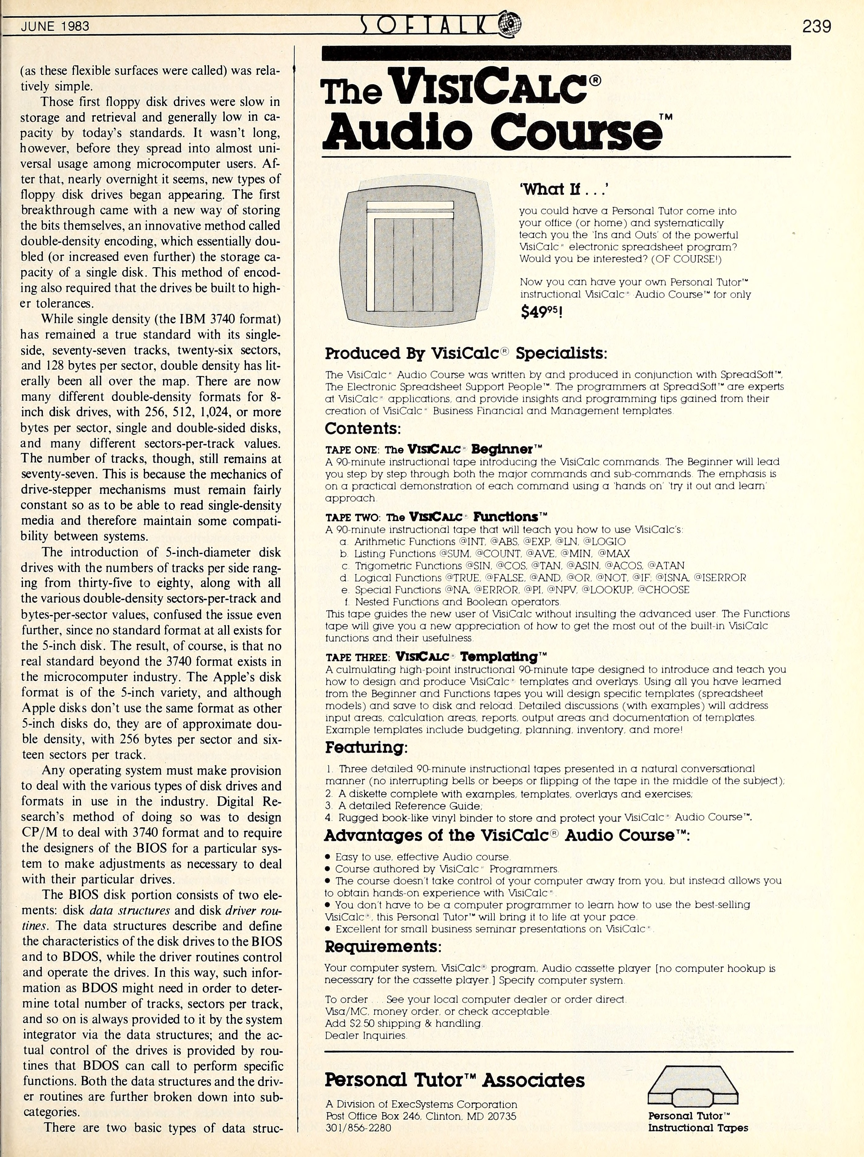 JUNE 1983
SOFTALK
239
(as these flexible surfaces were called) was rela-
tively simple.
Those first floppy disk drives were slow in
storage and retrieval and generally low in ca-
pacity by today's standards. It wasn't long,
however, before they spread into almost uni-
versal usage among microcomputer users. Af-
ter that, nearly overnight it seems, new types of
floppy disk drives began appearing. The first
breakthrough came with a new way of storing
the bits themselves, an innovative method called
double-density encoding, which essentially dou-
bled (or increased even further) the storage ca-
pacity of a single disk. This method of encod-
ing also required that the drives be built to high-
er tolerances.
While single density (the IBM 3740 format)
has remained a true standard with its single-
side, seventy-seven tracks, twenty-six sectors,
and 128 bytes per sector, double density has lit-
erally been all over the map. There are now
many different double-density formats for 8-
inch disk drives, with 256, 512, 1,024, or more
bytes per sector, single and double-sided disks,
and many different sectors-per-track values.
The number of tracks, though, still remains at
seventy-seven. This is because the mechanics of
drive-stepper mechanisms must remain fairly
constant so as to be able to read single-density
media and therefore maintain some compati-
bility between systems.
The introduction of 5-inch-diameter disk
drives with the numbers of tracks per side rang-
ing from thirty-five to eighty, along with all
the various double-density sectors-per-track and
bytes-per-sector values, confused the issue even
further, since no standard format at all exists for
the 5-inch disk. The result, of course, is that no
real standard beyond the 3740 format exists in
the microcomputer industry. The Apple's disk
format is of the 5-inch variety, and although
Apple disks don't use the same format as other
5-inch disks do, they are of approximate dou-
ble density, with 256 bytes per sector and six-
teen sectors per track.
Any operating system must make provision
to deal with the various types of disk drives and
formats in use in the industry. Digital Re-
search's method of doing so was to design
CP/M to deal with 3740 format and to require
the designers of the BIOS for a particular sys-
tem to make adjustments as necessary to deal
with their particular drives.
The BIOS disk portion consists of two ele-
ments: disk data structures and disk driver rou-
tines. The data structures describe and define
the characteristics of the disk drives to the BIOS
and to BDOS, while the driver routines control
and operate the drives. In this way, such infor-
mation as BDOS might need in order to deter-
mine total number of tracks, sectors per track,
and so on is always provided to it by the system
integrator via the data structures; and the ac-
tual control of the drives is provided by rou-
tines that BDOS can call to perform specific
functions. Both the data structures and the driv-
er routines are further broken down into sub-
categories.
There are two basic types of data struc-
The VISICALC®
Audio Course™
'What If . . .'
you could have a Personal Tutor come into
your office (or home) and systematically
teach you the 'Ins and Outs' of the powerful
VisiCalc® electronic spreadsheet program?
Would you be interested? (OF COURSE!)
Now you can have your own Personal Tutor™
instructional VisiCalc® Audio Course™ for only
$49⁹⁵!
Produced By VisiCalc® Specialists:
The VisiCalc® Audio Course was written by and produced in conjunction with SpreadSoft™,
The Electronic Spreadsheet Support People™. The programmers at SpreadSoft™ are experts
at VisiCalc® applications, and provide insights and programming tips gained from their
creation of VisiCalc® Business Financial and Management templates.
Contents:
TAPE ONE: The VISICALC® Beginner™
A 90-minute instructional tape introducing the VisiCalc commands. The Beginner will lead
you step by step through both the major commands and sub-commands. The emphasis is
on a practical demonstration of each command using a 'hands on' 'try it out and learn'
approach.
TAPE TWO: The VISICALC® Functions™
A 90-minute instructional tape that will teach you how to use VisiCalc's:
a. Arithmetic Functions @INT, @ABS, @EXP, @LN, @LOGIO
b. Listing Functions @SUM, @COUNT, @AVE, @MIN, @MAX
c. Trigometric Functions @SIN, @COS, @TAN, @ASIN, @ACOS, @ATAN
d. Logical Functions @TRUE, @FALSE, @AND, @OR, @NOT, @IF, @ISNA, @ISERROR
e. Special Functions @NA, @ERROR, @PI, @NPV, @LOOKUP, @CHOOSE
f. Nested Functions and Boolean operators.
This tape guides the new user of VisiCalc without insulting the advanced user. The Functions
tape will give you a new appreciation of how to get the most out of the built-in VisiCalc
functions and their usefulness.
TAPE THREE: VISICALC® Templating™
A culminating high-point instructional 90-minute tape designed to introduce and teach you
how to design and produce VisiCalc® templates and overlays. Using all you have learned
from the Beginner and Functions tapes you will design specific templates (spreadsheet
models) and save to disk and reload. Detailed discussions (with examples) will address
input areas, calculation areas, reports, output areas and documentation of templates.
Example templates include budgeting, planning, inventory, and more!
Featuring:
1. Three detailed 90-minute instructional tapes presented in a natural conversational
manner (no interrupting bells or beeps or flipping of the tape in the middle of the subject);
2. A diskette complete with examples, templates, overlays and exercises;
3. A detailed Reference Guide;
4. Rugged book-like vinyl binder to store and protect your VisiCalc® Audio Course™.
Advantages of the VisiCalc® Audio Course™:
● Easy to use, effective Audio course.
● Course authored by VisiCalc® Programmers.
● The course doesn't take control of your computer away from you, but instead allows you
to obtain hands-on experience with VisiCalc®.
● You don't have to be a computer programmer to learn how to use the best-selling
VisiCalc®, this Personal Tutor™ will bring it to life at your pace.
● Excellent for small business seminar presentations on VisiCalc®.
Requirements:
Your computer system, VisiCalc® program, Audio cassette player [no computer hookup is
necessary for the cassette player.] Specify computer system.
To order . . . See your local computer dealer or order direct.
Visa/MC, money order, or check acceptable.
Add $2.50 shipping & handling.
Dealer Inquiries.
Personal Tutor™ Associates
A Division of ExecSystems Corporation
Post Office Box 246, Clinton, MD 20735
301/856-2280
Personal Tutor™
Instructional Tapes